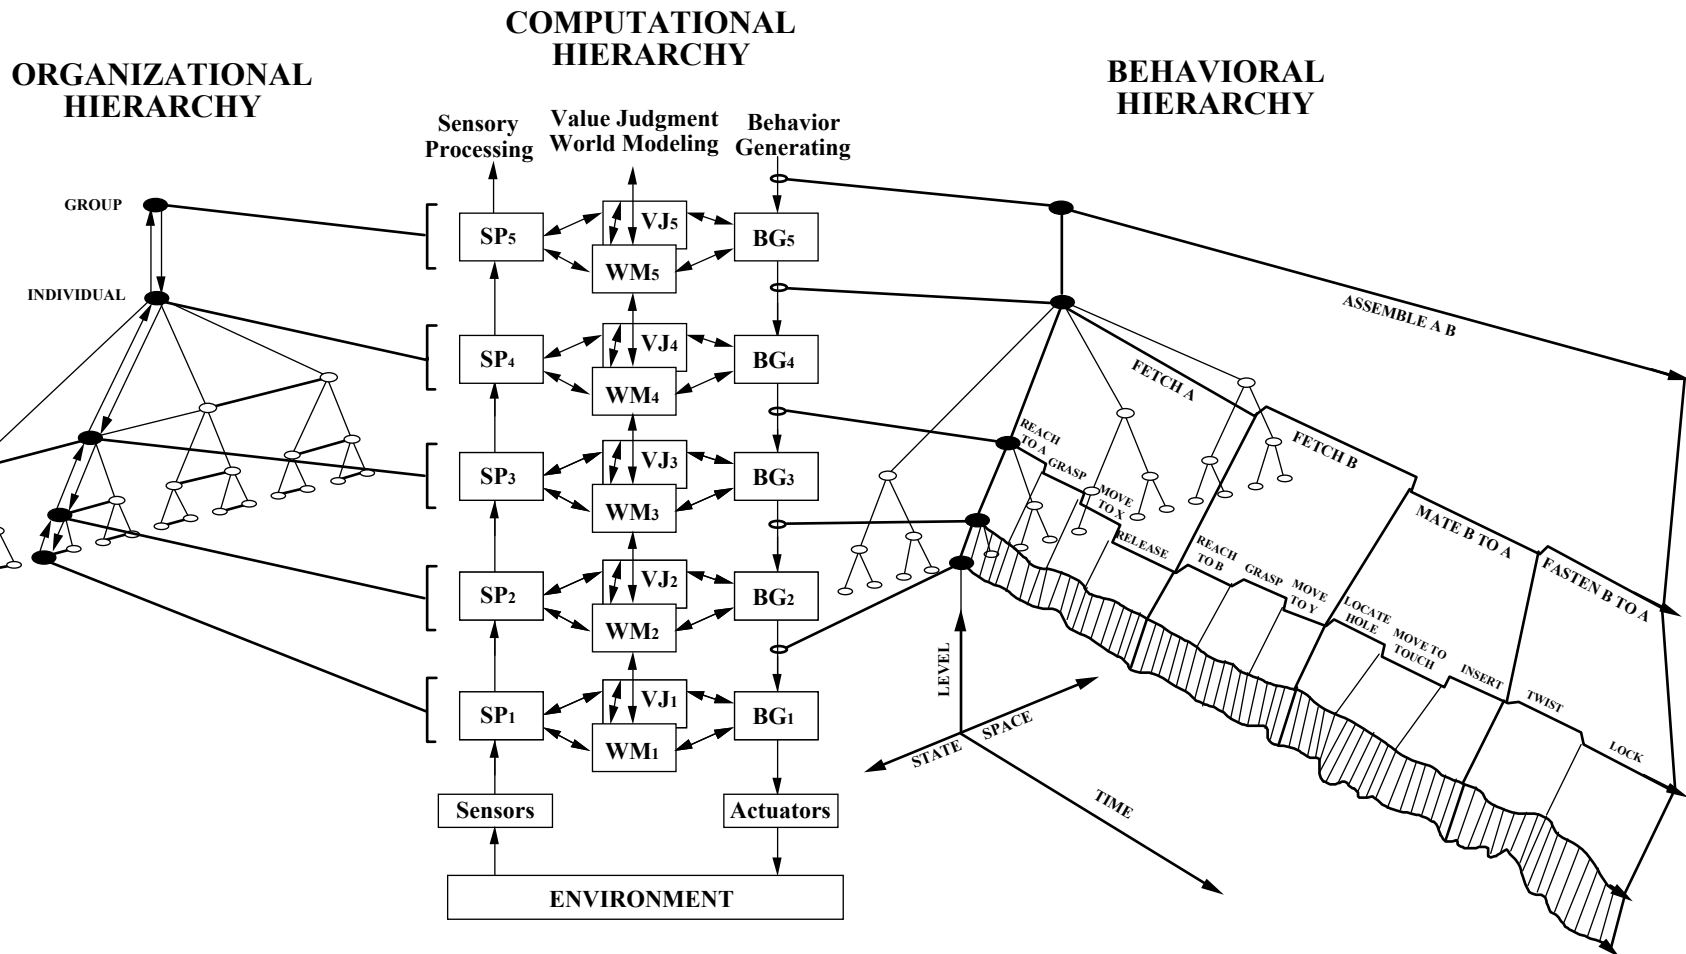 COMPUTATIONAL
HIERARCHY
ORGANIZATIONAL
HIERARCHY
BEHAVIORAL
HIERARCHY
Sensory
Processing
Value Judgment
World Modeling
Behavior
Generating
GROUP
INDIVIDUAL
SP5
VJ5
WM5
BG5
SP4
VJ4
WM4
BG4
SP3
VJ3
WM3
BG3
SP2
VJ2
WM2
BG2
SP1
VJ1
WM1
BG1
Sensors
Actuators
ENVIRONMENT
ASSEMBLE A B
FETCH A
FETCH B
MATE B TO A
FASTEN B TO A
REACH
TO A
GRASP
MOVE
TO X
RELEASE
REACH
TO B
GRASP
MOVE
TO Y
LOCATE
HOLE
MOVE TO
TOUCH
INSERT
TWIST
LOCK
LEVEL
STATE SPACE
TIME